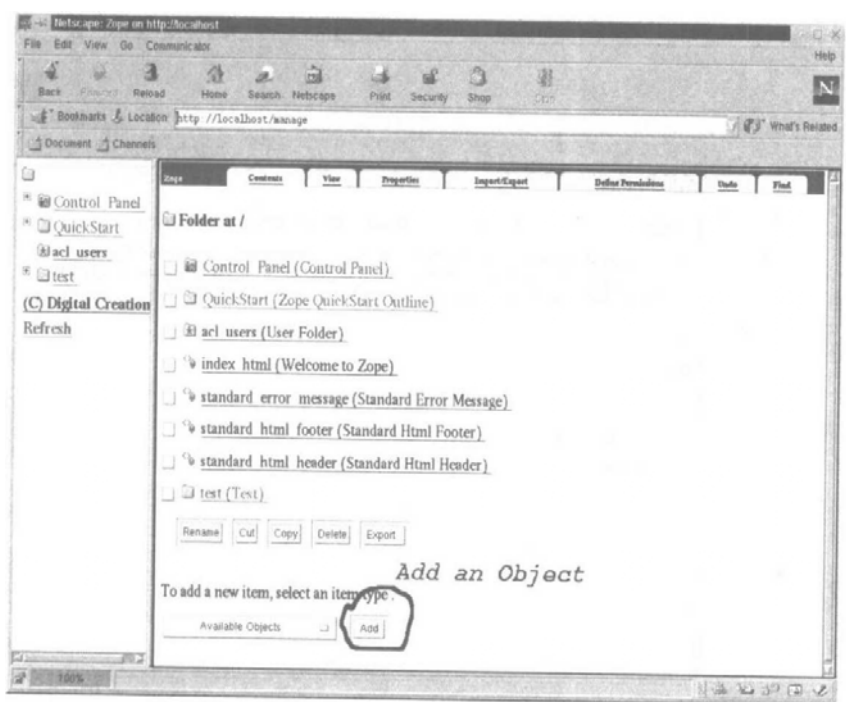 Netscape: Zope on http://localhost
File Edit View Go Communicator
Help
Back Forward Reload Home Search Netscape Print Security Shop Stop
N
Bookmarks Location http://localhost/manage What's Related
Document Channels
Zope Contents View Properties Import/Export Define Permissions Undo Find
Control Panel
QuickStart
acl users
test
(C) Digital Creation
Refresh
Folder at /
Control Panel (Control Panel)
QuickStart (Zope QuickStart Outline)
acl users (User Folder)
index html (Welcome to Zope)
standard error message (Standard Error Message)
standard html footer (Standard Html Footer)
standard html header (Standard Html Header)
test (Text)
Rename Cut Copy Delete Export
Add an Object
To add a new item, select an item type .
Available Objects Add
100%